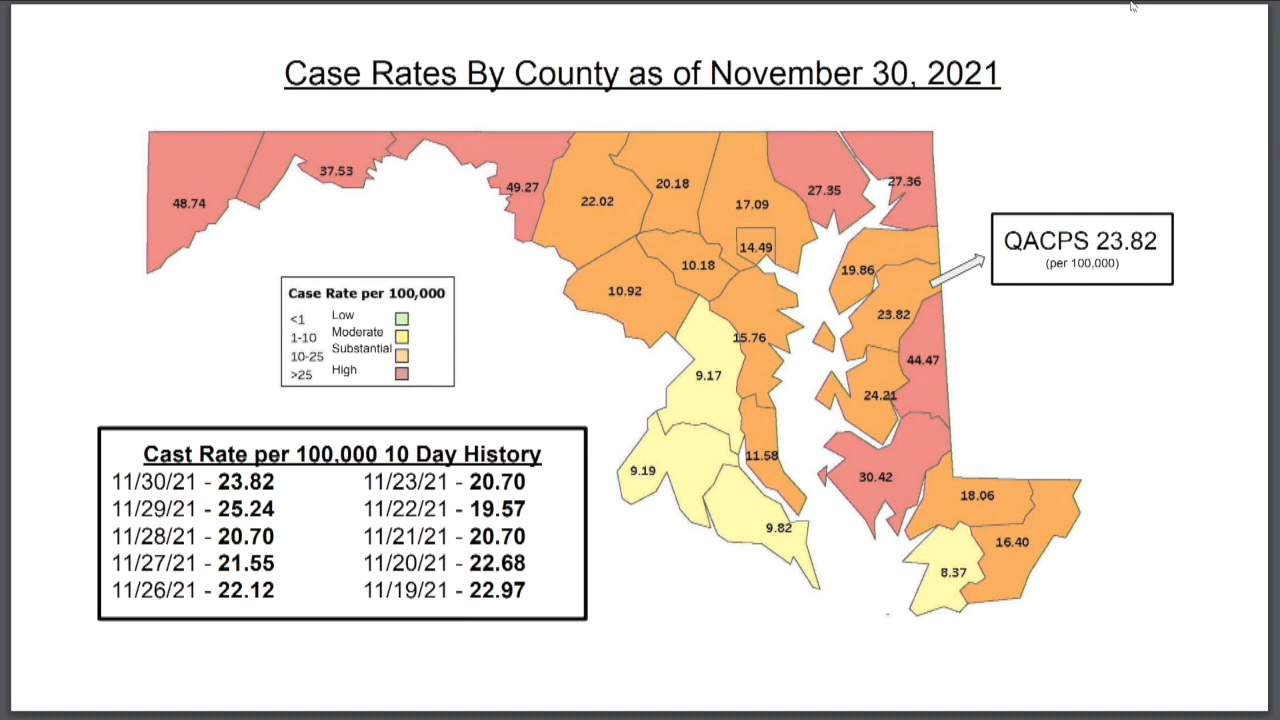 Case Rates By County as of November 30, 2021
48.74
37.53
49.27
22.02
20.18
17.09
14.49
27.35
27.36
10.92
10.18
19.86
23.82
15.76
44.47
9.17
24.21
9.19
11.58
30.42
9.82
18.06
16.40
8.37
QACPS 23.82
(per 100,000)
Case Rate per 100,000
<1 Low
1-10 Moderate
10-25 Substantial
>25 High
Cast Rate per 100,000 10 Day History
11/30/21 - 23.82 11/23/21 - 20.70
11/29/21 - 25.24 11/22/21 - 19.57
11/28/21 - 20.70 11/21/21 - 20.70
11/27/21 - 21.55 11/20/21 - 22.68
11/26/21 - 22.12 11/19/21 - 22.97